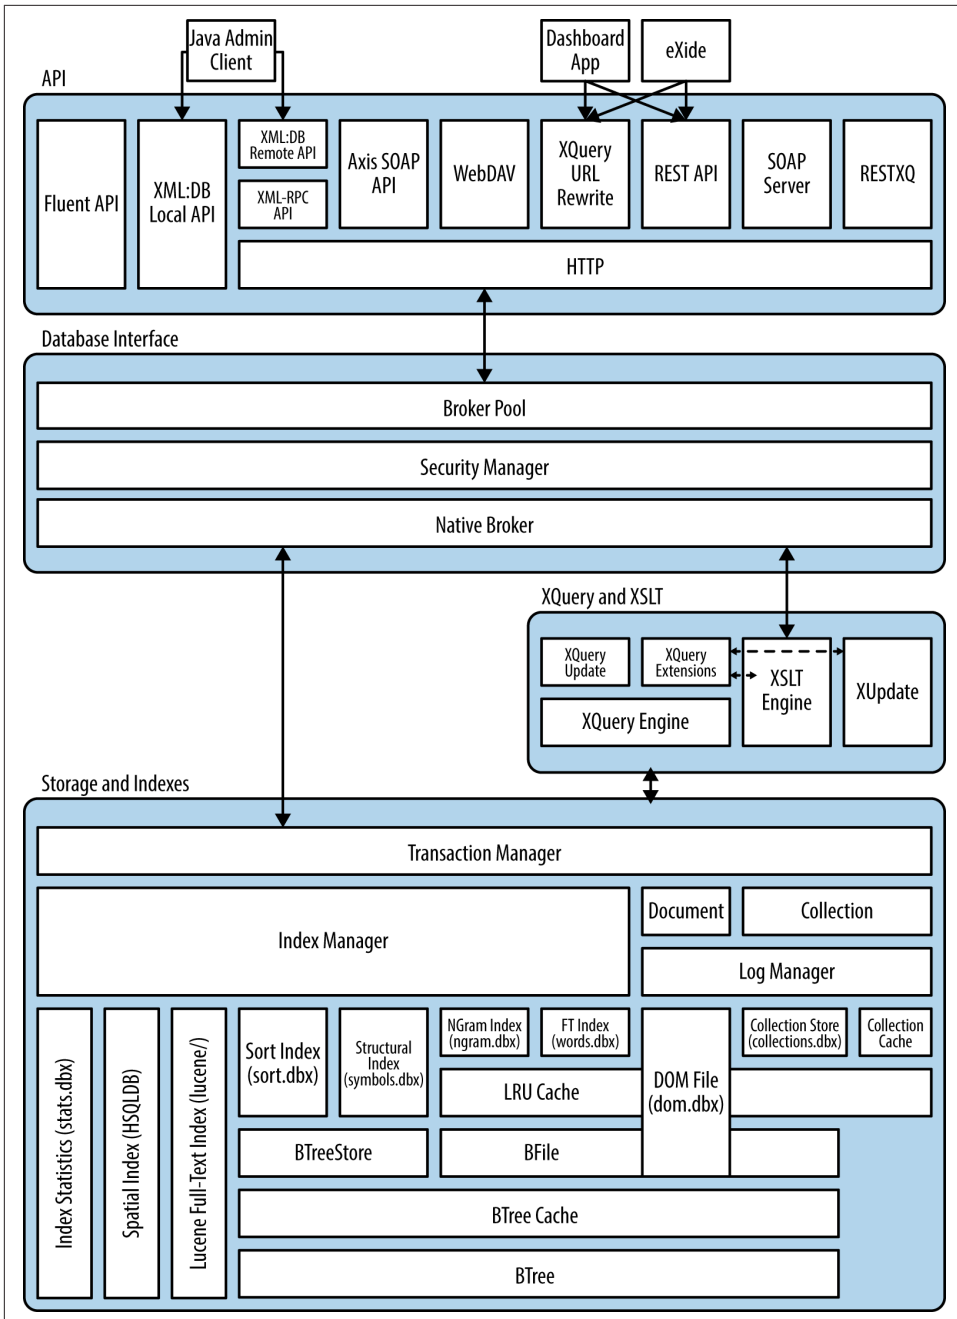 Java Admin
Client
Dashboard
App
eXide
API
Fluent API
XML:DB
Local API
XML:DB
Remote API
XML-RPC
API
Axis SOAP
API
WebDAV
XQuery
URL
Rewrite
REST API
SOAP
Server
RESTXQ
HTTP
Database Interface
Broker Pool
Security Manager
Native Broker
XQuery and XSLT
XQuery
Update
XQuery
Extensions
XQuery Engine
XSLT
Engine
XUpdate
Storage and Indexes
Transaction Manager
Index Manager
Document
Collection
Log Manager
Index Statistics (stats.dbx)
Spatial Index (HSQLDB)
Lucene Full-Text Index (lucene/)
Sort Index
(sort.dbx)
Structural
Index
(symbols.dbx)
NGram Index
(ngram.dbx)
FT Index
(words.dbx)
DOM File
(dom.dbx)
Collection Store
(collections.dbx)
Collection
Cache
LRU Cache
BTreeStore
BFile
BTree Cache
BTree